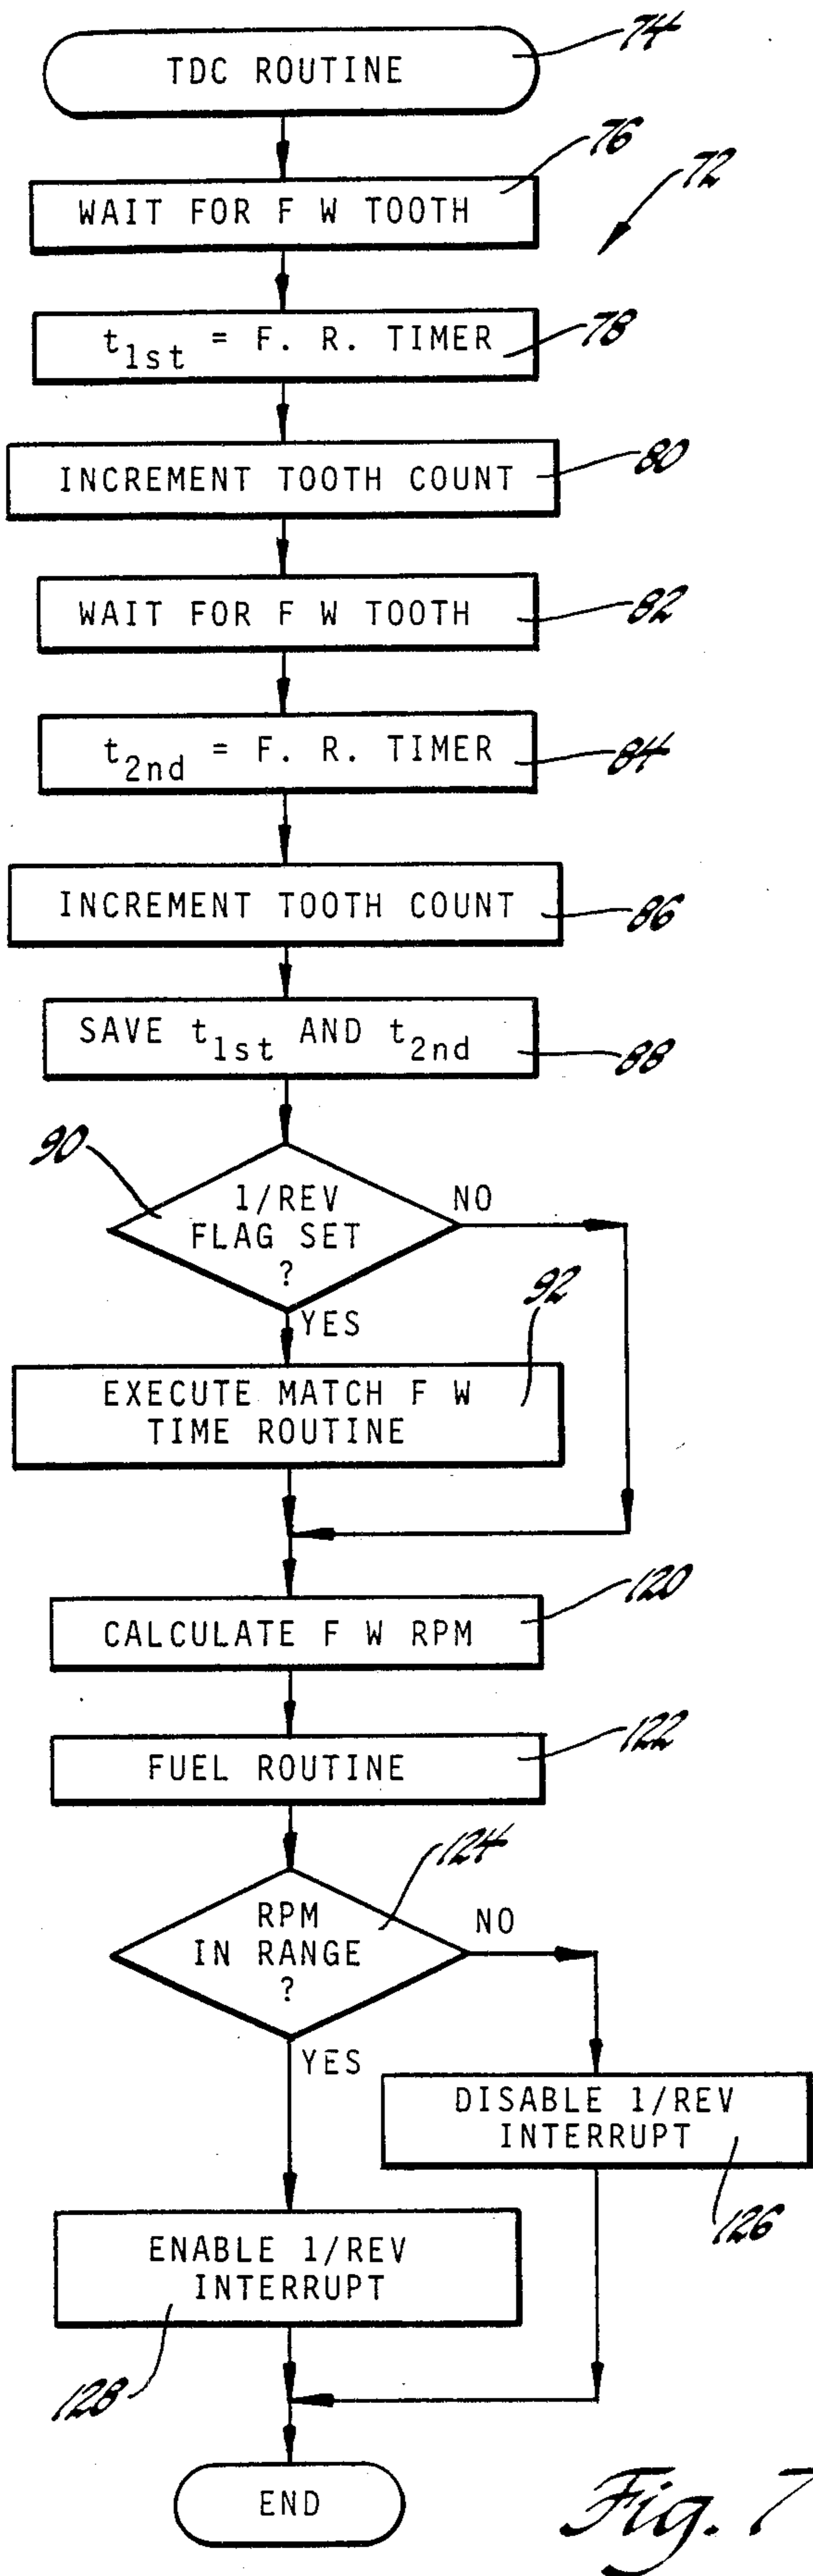 TDC ROUTINE
74
76
72
WAIT FOR F W TOOTH
t1st = F. R. TIMER
78
INCREMENT TOOTH COUNT
80
WAIT FOR F W TOOTH
82
t2nd = F. R. TIMER
84
INCREMENT TOOTH COUNT
86
SAVE t1st AND t2nd
88
90
1/REV
FLAG SET
?
NO
YES
92
EXECUTE MATCH F W
TIME ROUTINE
120
CALCULATE F W RPM
122
FUEL ROUTINE
124
RPM
IN RANGE
?
NO
YES
DISABLE 1/REV
INTERRUPT
126
ENABLE 1/REV
INTERRUPT
128
END
Fig. 7